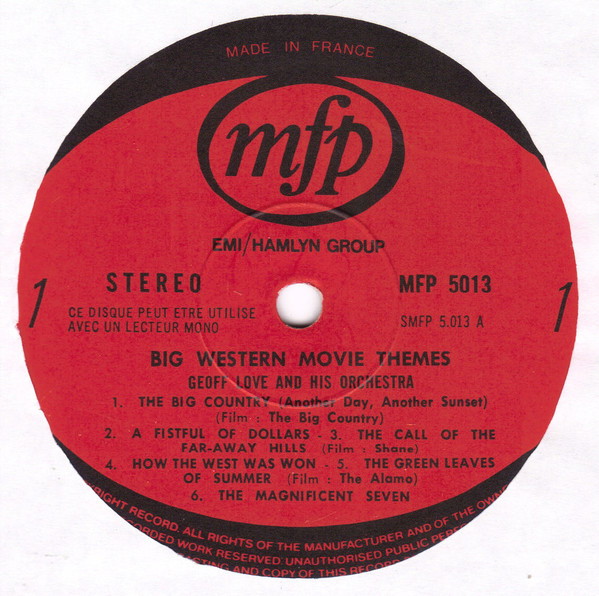 MADE IN FRANCE
mfp
EMI/HAMLYN GROUP
1
STEREO
MFP 5013
1
CE DISQUE PEUT ETRE UTILISE
AVEC UN LECTEUR MONO
SMFP 5.013 A
BIG WESTERN MOVIE THEMES
GEOFF LOVE AND HIS ORCHESTRA
1. THE BIG COUNTRY (Another Day, Another Sunset)
(Film : The Big Country)
2. A FISTFUL OF DOLLARS - 3. THE CALL OF THE
FAR-AWAY HILLS (Film : Shane)
4. HOW THE WEST WAS WON - 5. THE GREEN LEAVES
OF SUMMER (Film : The Alamo)
6. THE MAGNIFICENT SEVEN
RECORD. ALL RIGHTS OF THE MANUFACTURER AND OF THE
WORK RESERVED. UNAUTHORISED PUBLIC
AND COPY OF THIS